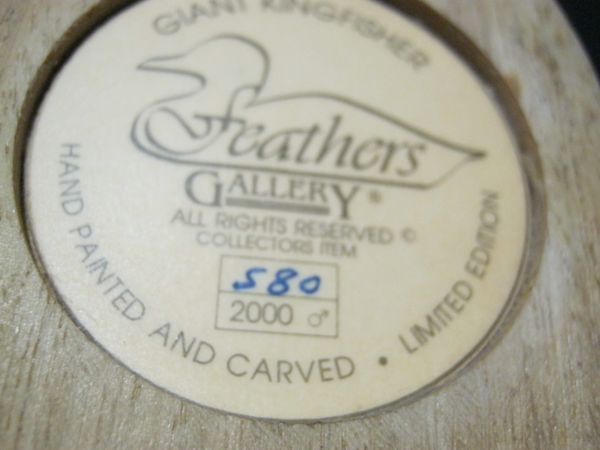 GIANT KINGFISHER
Feathers
GALLERY ®
ALL RIGHTS RESERVED ©
COLLECTORS ITEM
580
2000 ♂
HAND PAINTED AND CARVED • LIMITED EDITION